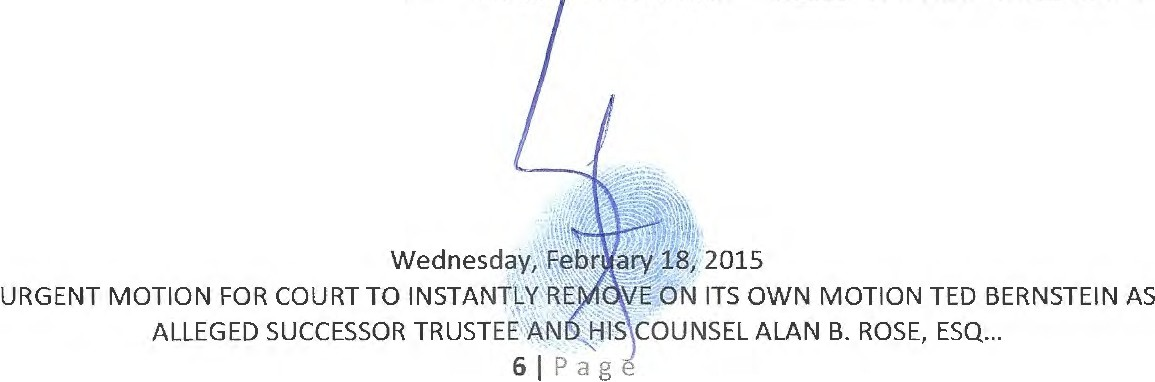 Wednesday, February 18, 2015
URGENT MOTION FOR COURT TO INSTANTLY REMOVE ON ITS OWN MOTION TED BERNSTEIN AS
ALLEGED SUCCESSOR TRUSTEE AND HIS COUNSEL ALAN B. ROSE, ESQ...
6 | Page